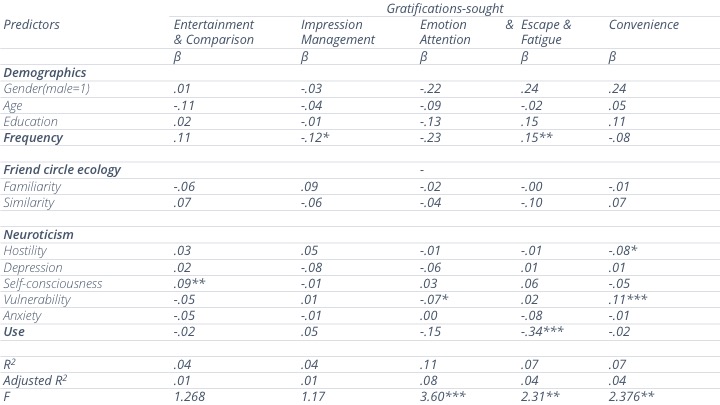 Gratifications-sought
Predictors Entertainment Impression Emotion & Escape & Convenience
& Comparison Management Attention Fatigue
β β β β β
Demographics
Gender(male=1) .01 -.03 -.22 .24 .24
Age -.11 -.04 -.09 -.02 .05
Education .02 -.01 -.13 .15 .11
Frequency .11 -.12* -.23 .15** -.08
Friend circle ecology -
Familiarity -.06 .09 -.02 -.00 -.01
Similarity .07 -.06 -.04 -.10 .07
Neuroticism
Hostility .03 .05 -.01 -.01 -.08*
Depression .02 -.08 -.06 .01 .01
Self-consciousness .09** -.01 .03 .06 -.05
Vulnerability -.05 .01 -.07* .02 .11***
Anxiety -.05 -.01 .00 -.08 -.01
Use -.02 .05 -.15 -.34*** -.02
R² .04 .04 .11 .07 .07
Adjusted R² .01 .01 .08 .04 .04
F 1.268 1.17 3.60*** 2.31** 2.376**